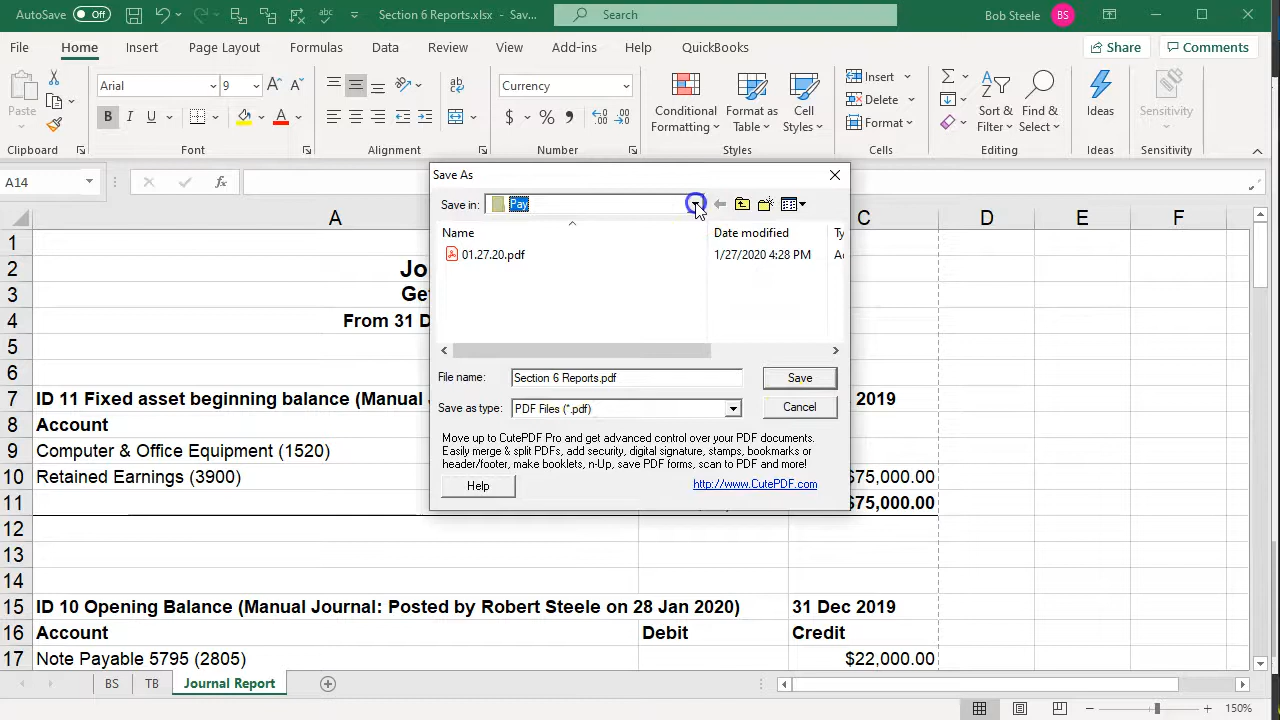 AutoSave Off Section 6 Reports.xlsx - Sav... Search Bob Steele BS
File Home Insert Page Layout Formulas Data Review View Add-ins Help QuickBooks Share Comments
Paste Arial 9 Currency Conditional Formatting Format as Table Cell Styles Insert Delete Format Sort & Filter Find & Select Ideas Sensitivity
Clipboard Font Alignment Number Styles Cells Editing Ideas Sensitivity
A14
Save As
Save in: Pay
Name Date modified Ty
01.27.20.pdf 1/27/2020 4:28 PM A
File name: Section 6 Reports.pdf Save
Save as type: PDF Files (*.pdf) Cancel
Move up to CutePDF Pro and get advanced control over your PDF documents.
Easily merge & split PDFs, add security, digital signature, stamps, bookmarks or
header/footer, make booklets, n-Up, save PDF forms, scan to PDF and more!
Help http://www.CutePDF.com
A C D E F
1
2 Jo
3 Ge
4 From 31 D
5
6
7 ID 11 Fixed asset beginning balance (Manual 2019
8 Account
9 Computer & Office Equipment (1520)
10 Retained Earnings (3900) $75,000.00
11 $75,000.00
12
13
14
15 ID 10 Opening Balance (Manual Journal: Posted by Robert Steele on 28 Jan 2020) 31 Dec 2019
16 Account Debit Credit
17 Note Payable 5795 (2805) $22,000.00
BS TB Journal Report
150%